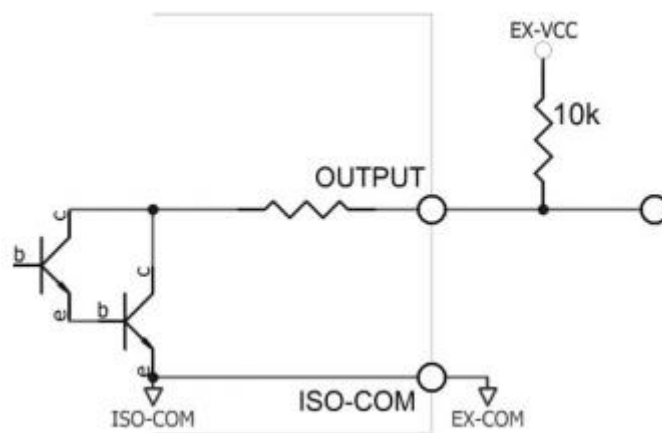 EX-VCC
10k
OUTPUT
c
b
c
e
b
e
ISO-COM
ISO-COM
EX-COM